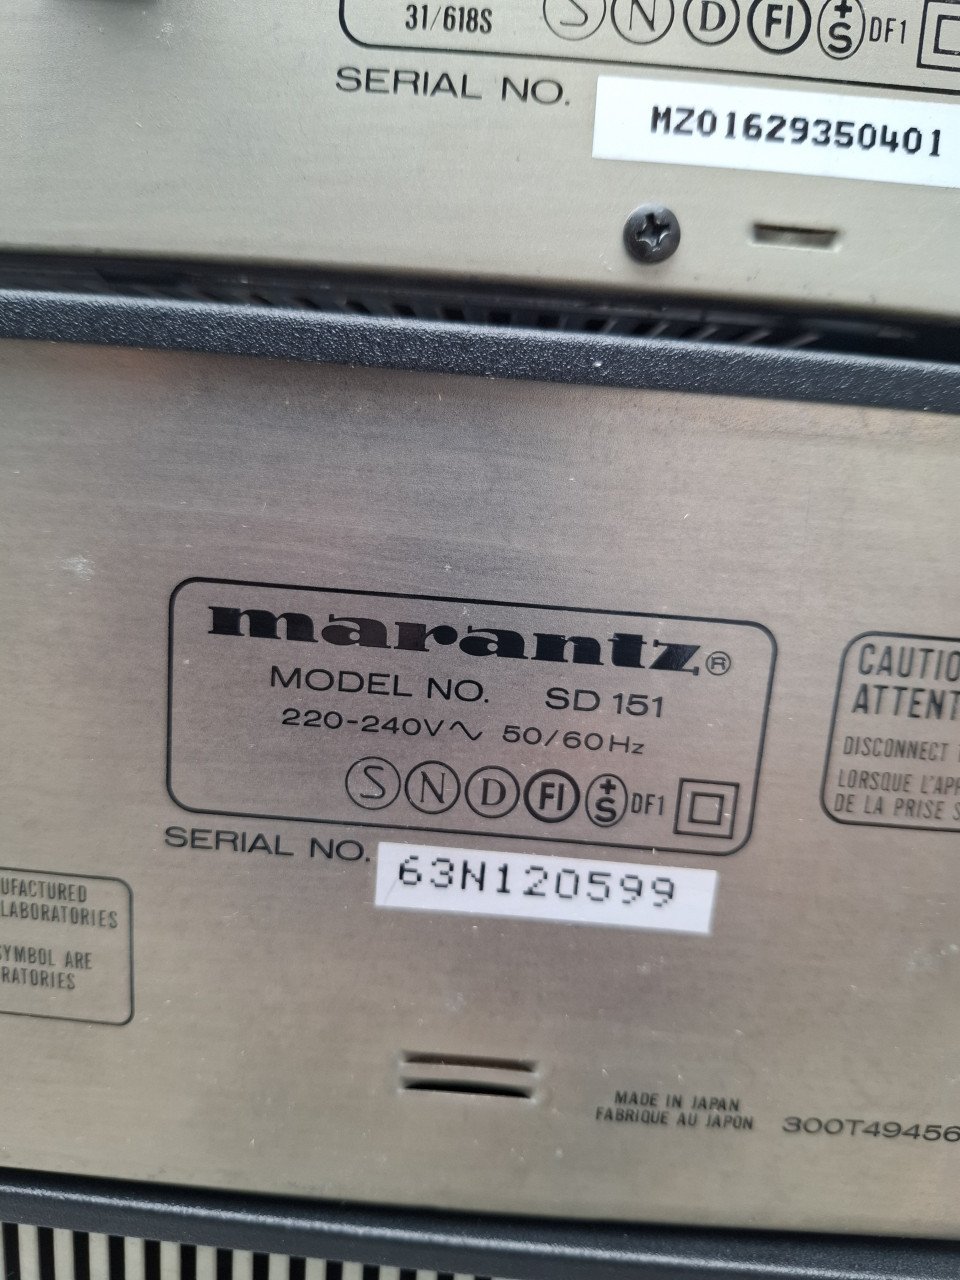 31/618S
S N D FI +S DF1
SERIAL NO.
MZ01629350401
marantz®
MODEL NO. SD 151
220-240V∿ 50/60Hz
S N D FI +S DF1
SERIAL NO.
63N120599
CAUTIO
ATTENT
DISCONNECT
LORSQUE L'APP
DE LA PRISE S
UFACTURED
LABORATORIES
SYMBOL ARE
RATORIES
MADE IN JAPAN
FABRIQUE AU JAPON
300T49456